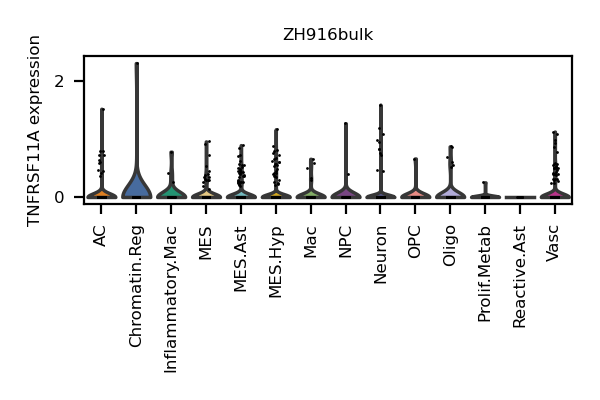 ZH916bulk
TNFRSF11A expression
2
0
AC
Chromatin.Reg
Inflammatory.Mac
MES
MES.Ast
MES.Hyp
Mac
NPC
Neuron
OPC
Oligo
Prolif.Metab
Reactive.Ast
Vasc